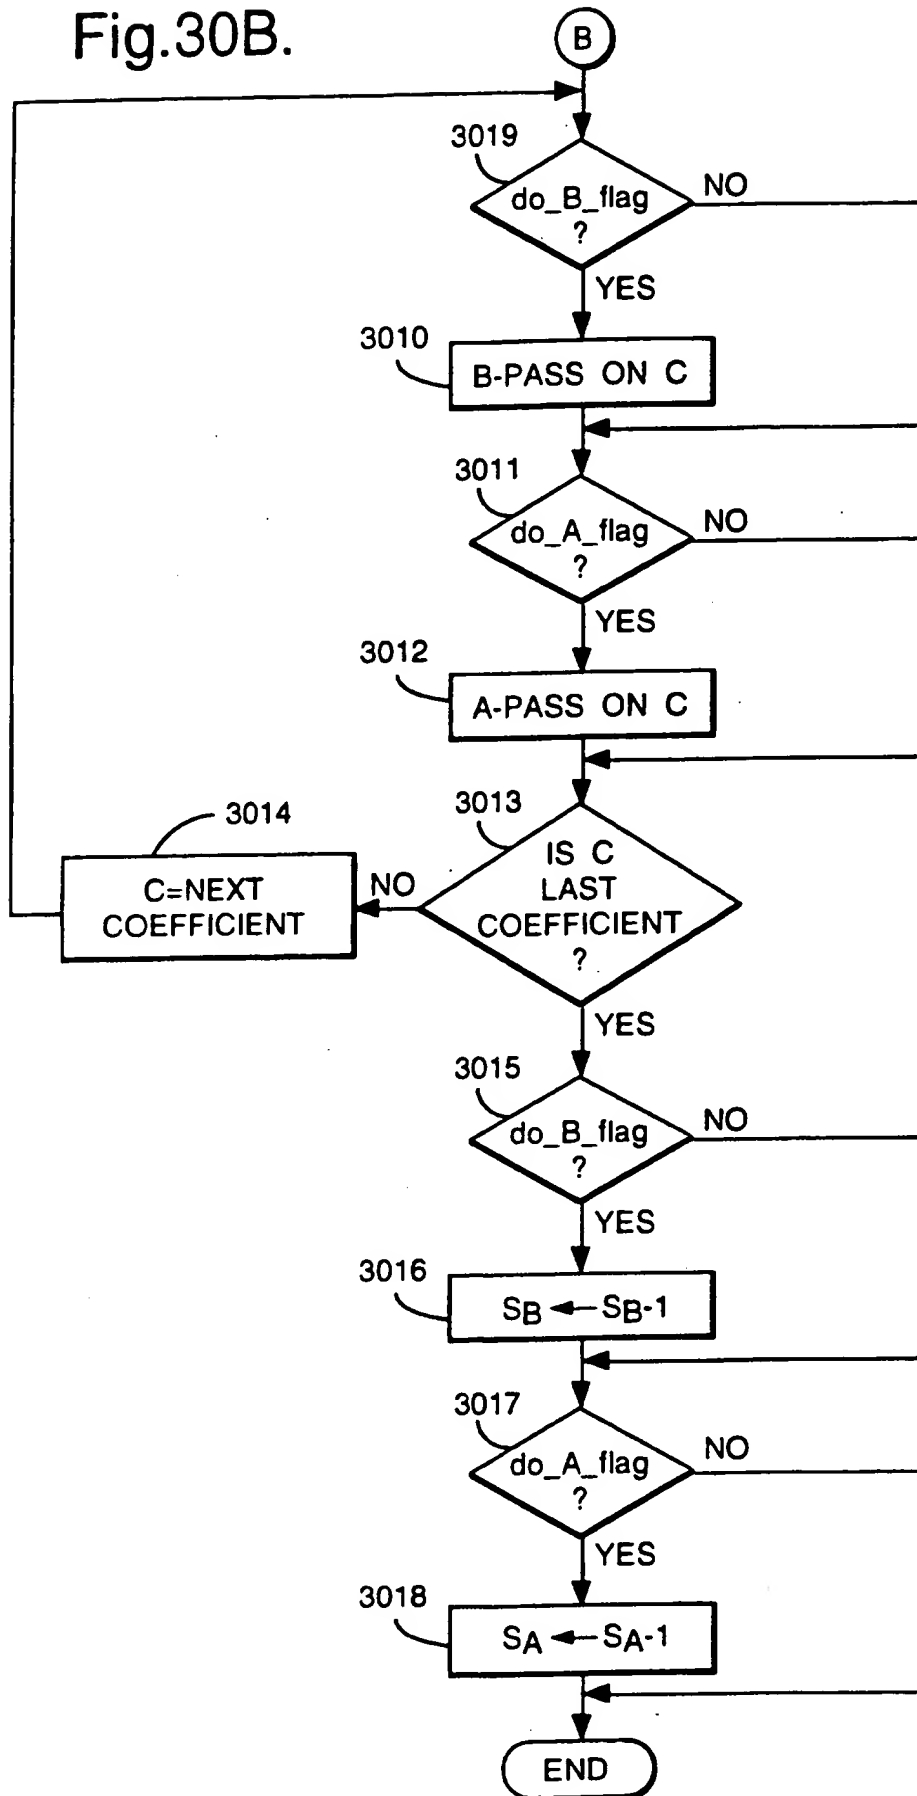 Fig.30B.
B
3019
do_B_flag
?
NO
YES
3010
B-PASS ON C
3011
do_A_flag
?
NO
YES
3012
A-PASS ON C
3013
IS C
LAST
COEFFICIENT
?
NO
3014
C=NEXT
COEFFICIENT
YES
3015
do_B_flag
?
NO
YES
3016
SB ← SB-1
3017
do_A_flag
?
NO
YES
3018
SA ← SA-1
END